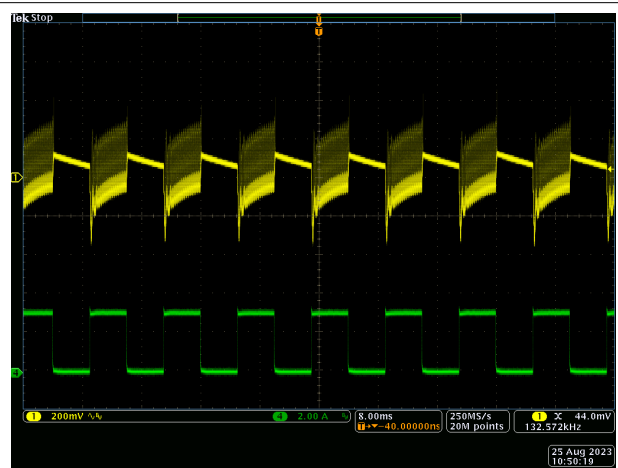 Tek Stop
T
T
1
4
1 200mV 4 2.00 A 8.00ms 250MS/s 1 44.0mV
T→▼-40.00000ns 20M points 132.572kHz
25 Aug 2023
10:50:19